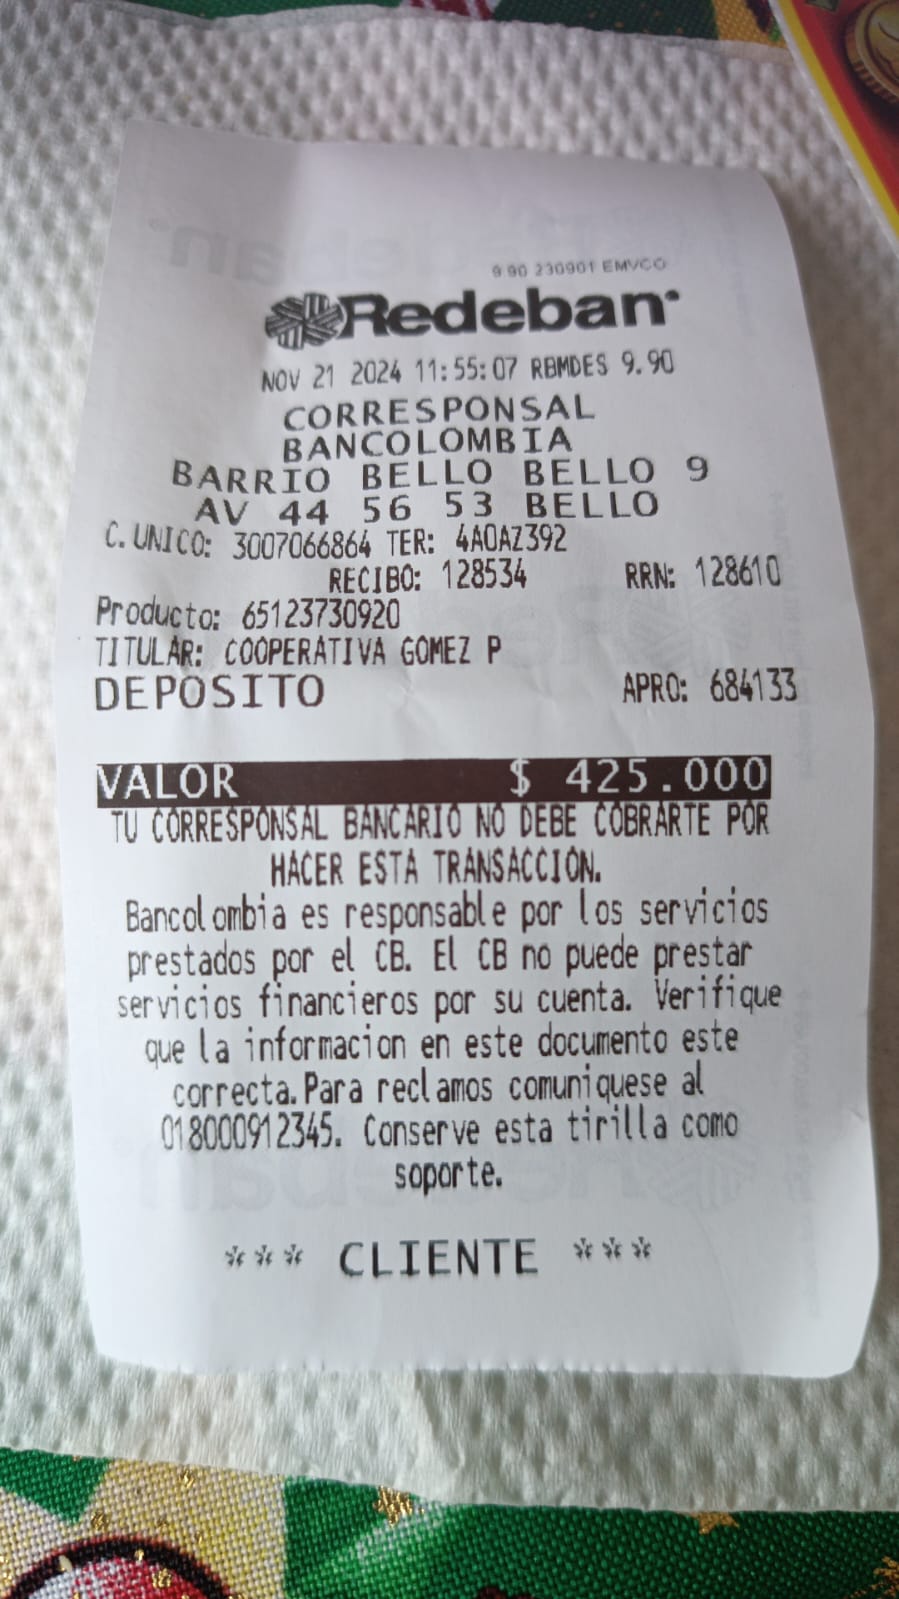 9.90 230901 EMVCO
Redeban
NOV 21 2024 11:55:07 RBMDES 9.90
CORRESPONSAL
BANCOLOMBIA
BARRIO BELLO BELLO 9
AV 44 56 53 BELLO
C. UNICO: 3007066864 TER: 4A0AZ392
RECIBO: 128534 RRN: 128610
Producto: 65123730920
TITULAR: COOPERATIVA GOMEZ P
DEPOSITO APRO: 684133
VALOR $ 425.000
TU CORRESPONSAL BANCARIO NO DEBE COBRARTE POR
HACER ESTA TRANSACCIÓN.
Bancolombia es responsable por los servicios
prestados por el CB. El CB no puede prestar
servicios financieros por su cuenta. Verifique
que la informacion en este documento este
correcta. Para reclamos comuniquese al
018000912345. Conserve esta tirilla como
soporte.
*** CLIENTE ***